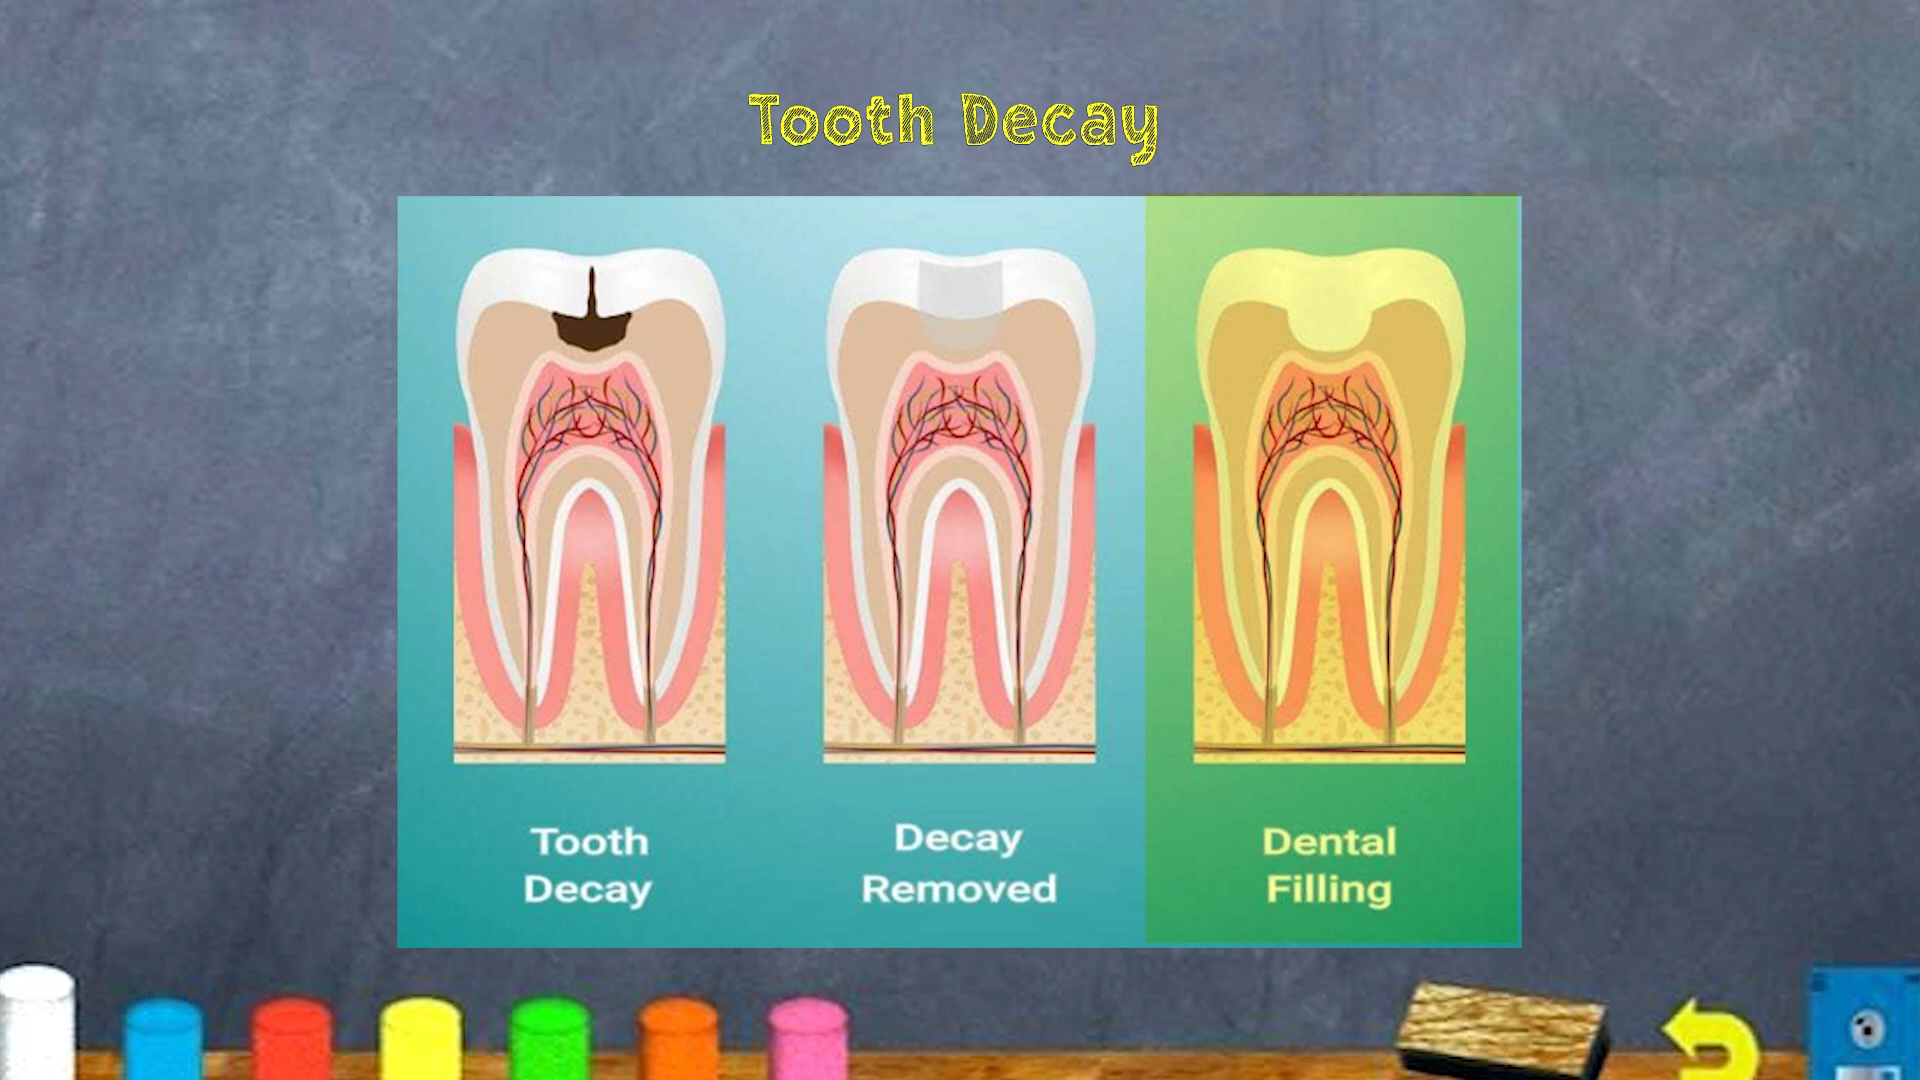 Tooth Decay
Tooth
Decay
Decay
Removed
Dental
Filling